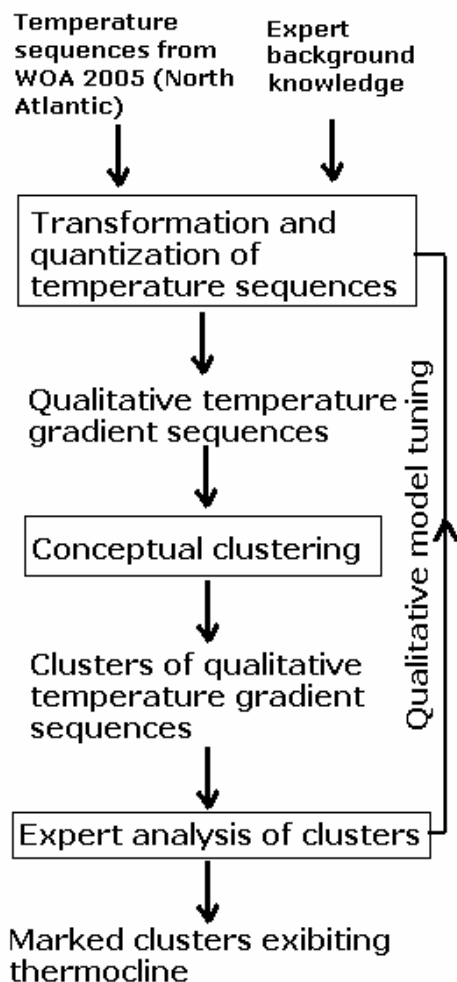 Temperature
sequences from
WOA 2005 (North
Atlantic)
Expert
background
knowledge
Transformation and
quantization of
temperature sequences
Qualitative temperature
gradient sequences
Conceptual clustering
Clusters of qualitative
temperature gradient
sequences
Expert analysis of clusters
Marked clusters exibiting
thermocline
Qualitative model tuning